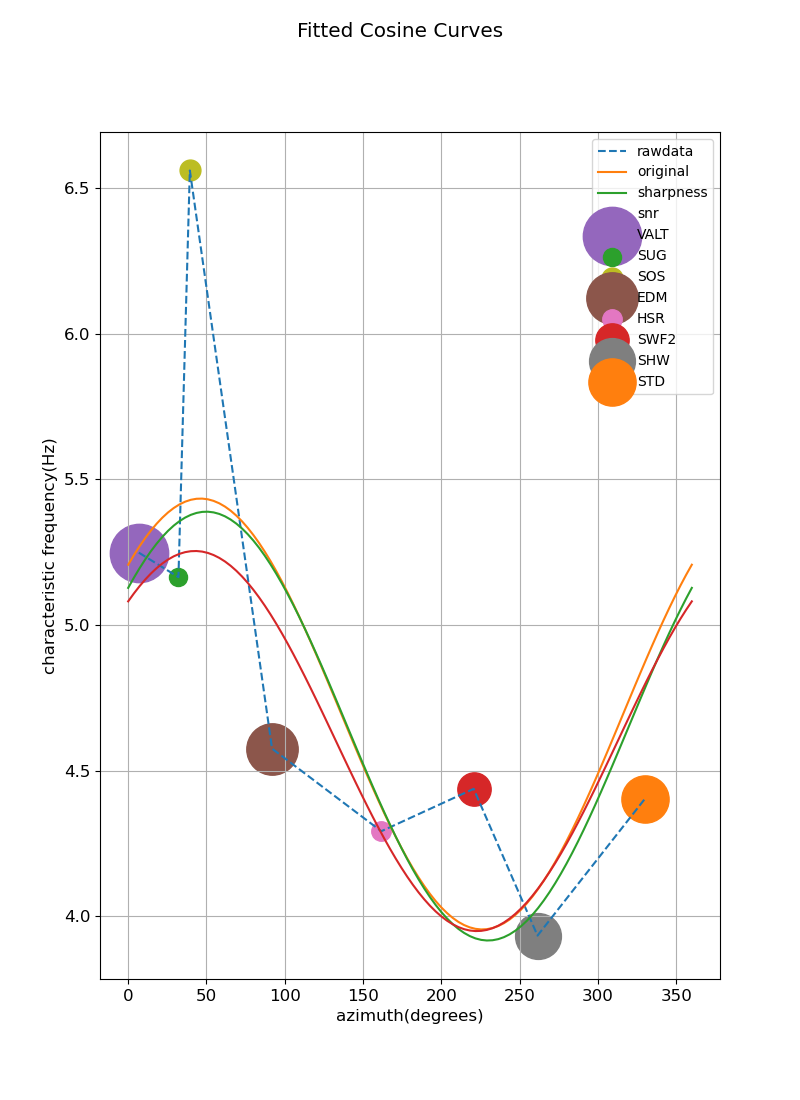 Fitted Cosine Curves
rawdata
original
sharpness
snr
VALT
SUG
SOS
EDM
HSR
SWF2
SHW
STD
characteristic frequency(Hz)
6.5
6.0
5.5
5.0
4.5
4.0
0 50 100 150 200 250 300 350
azimuth(degrees)